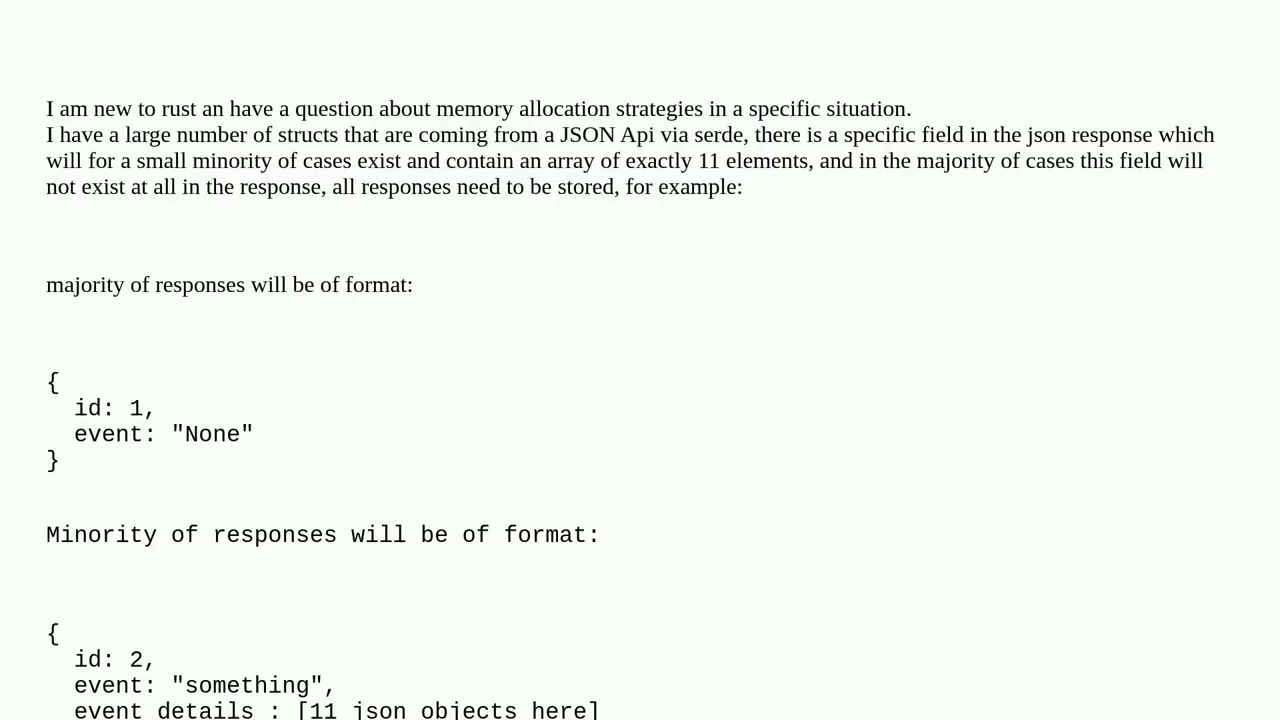 I am new to rust an have a question about memory allocation strategies in a specific situation.
I have a large number of structs that are coming from a JSON Api via serde, there is a specific field in the json response which
will for a small minority of cases exist and contain an array of exactly 11 elements, and in the majority of cases this field will
not exist at all in the response, all responses need to be stored, for example:
majority of responses will be of format:
{
  id: 1,
  event: "None"
}
Minority of responses will be of format:
{
  id: 2,
  event: "something",
  event_details : [11 json objects here]